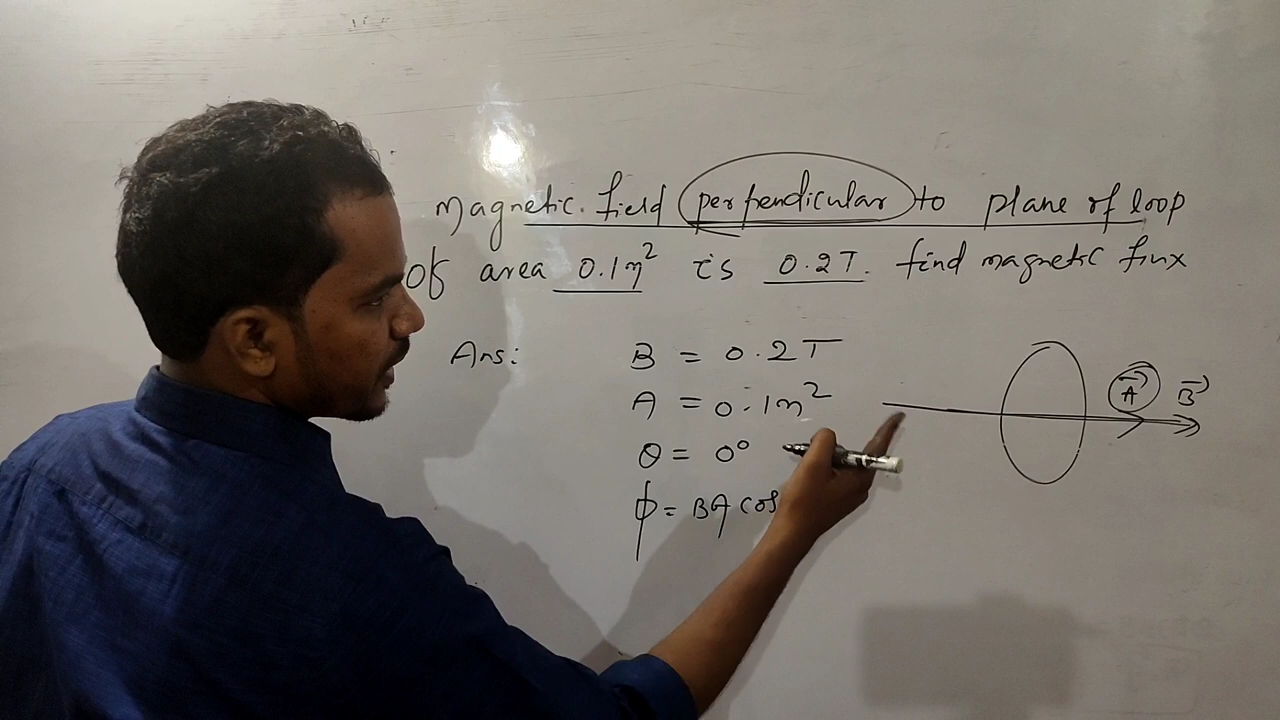 Magnetic field perpendicular to plane of loop
of area 0.1m² is 0.2T. find magnetic flux
Ans:
B = 0.2T
A = 0.1m²
θ = 0°
ϕ = BA cos
A⃗ B⃗